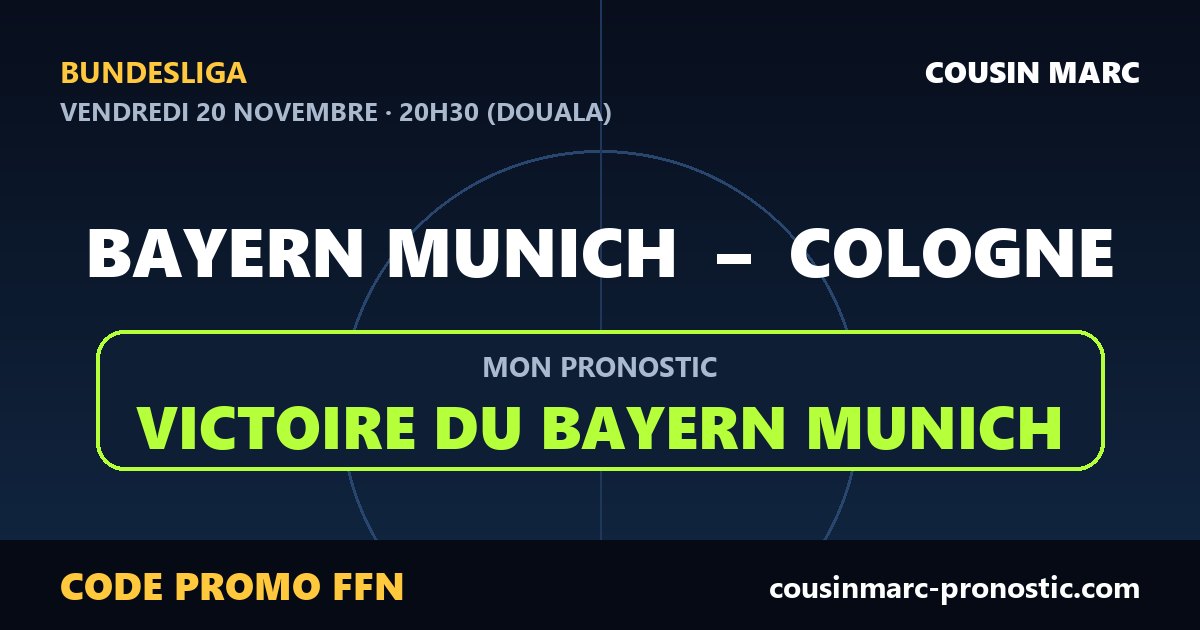 BUNDESLIGA
COUSIN MARC
VENDREDI 20 NOVEMBRE · 20H30 (DOUALA)
BAYERN MUNICH – COLOGNE
MON PRONOSTIC
VICTOIRE DU BAYERN MUNICH
CODE PROMO FFN
cousinmarc-pronostic.com